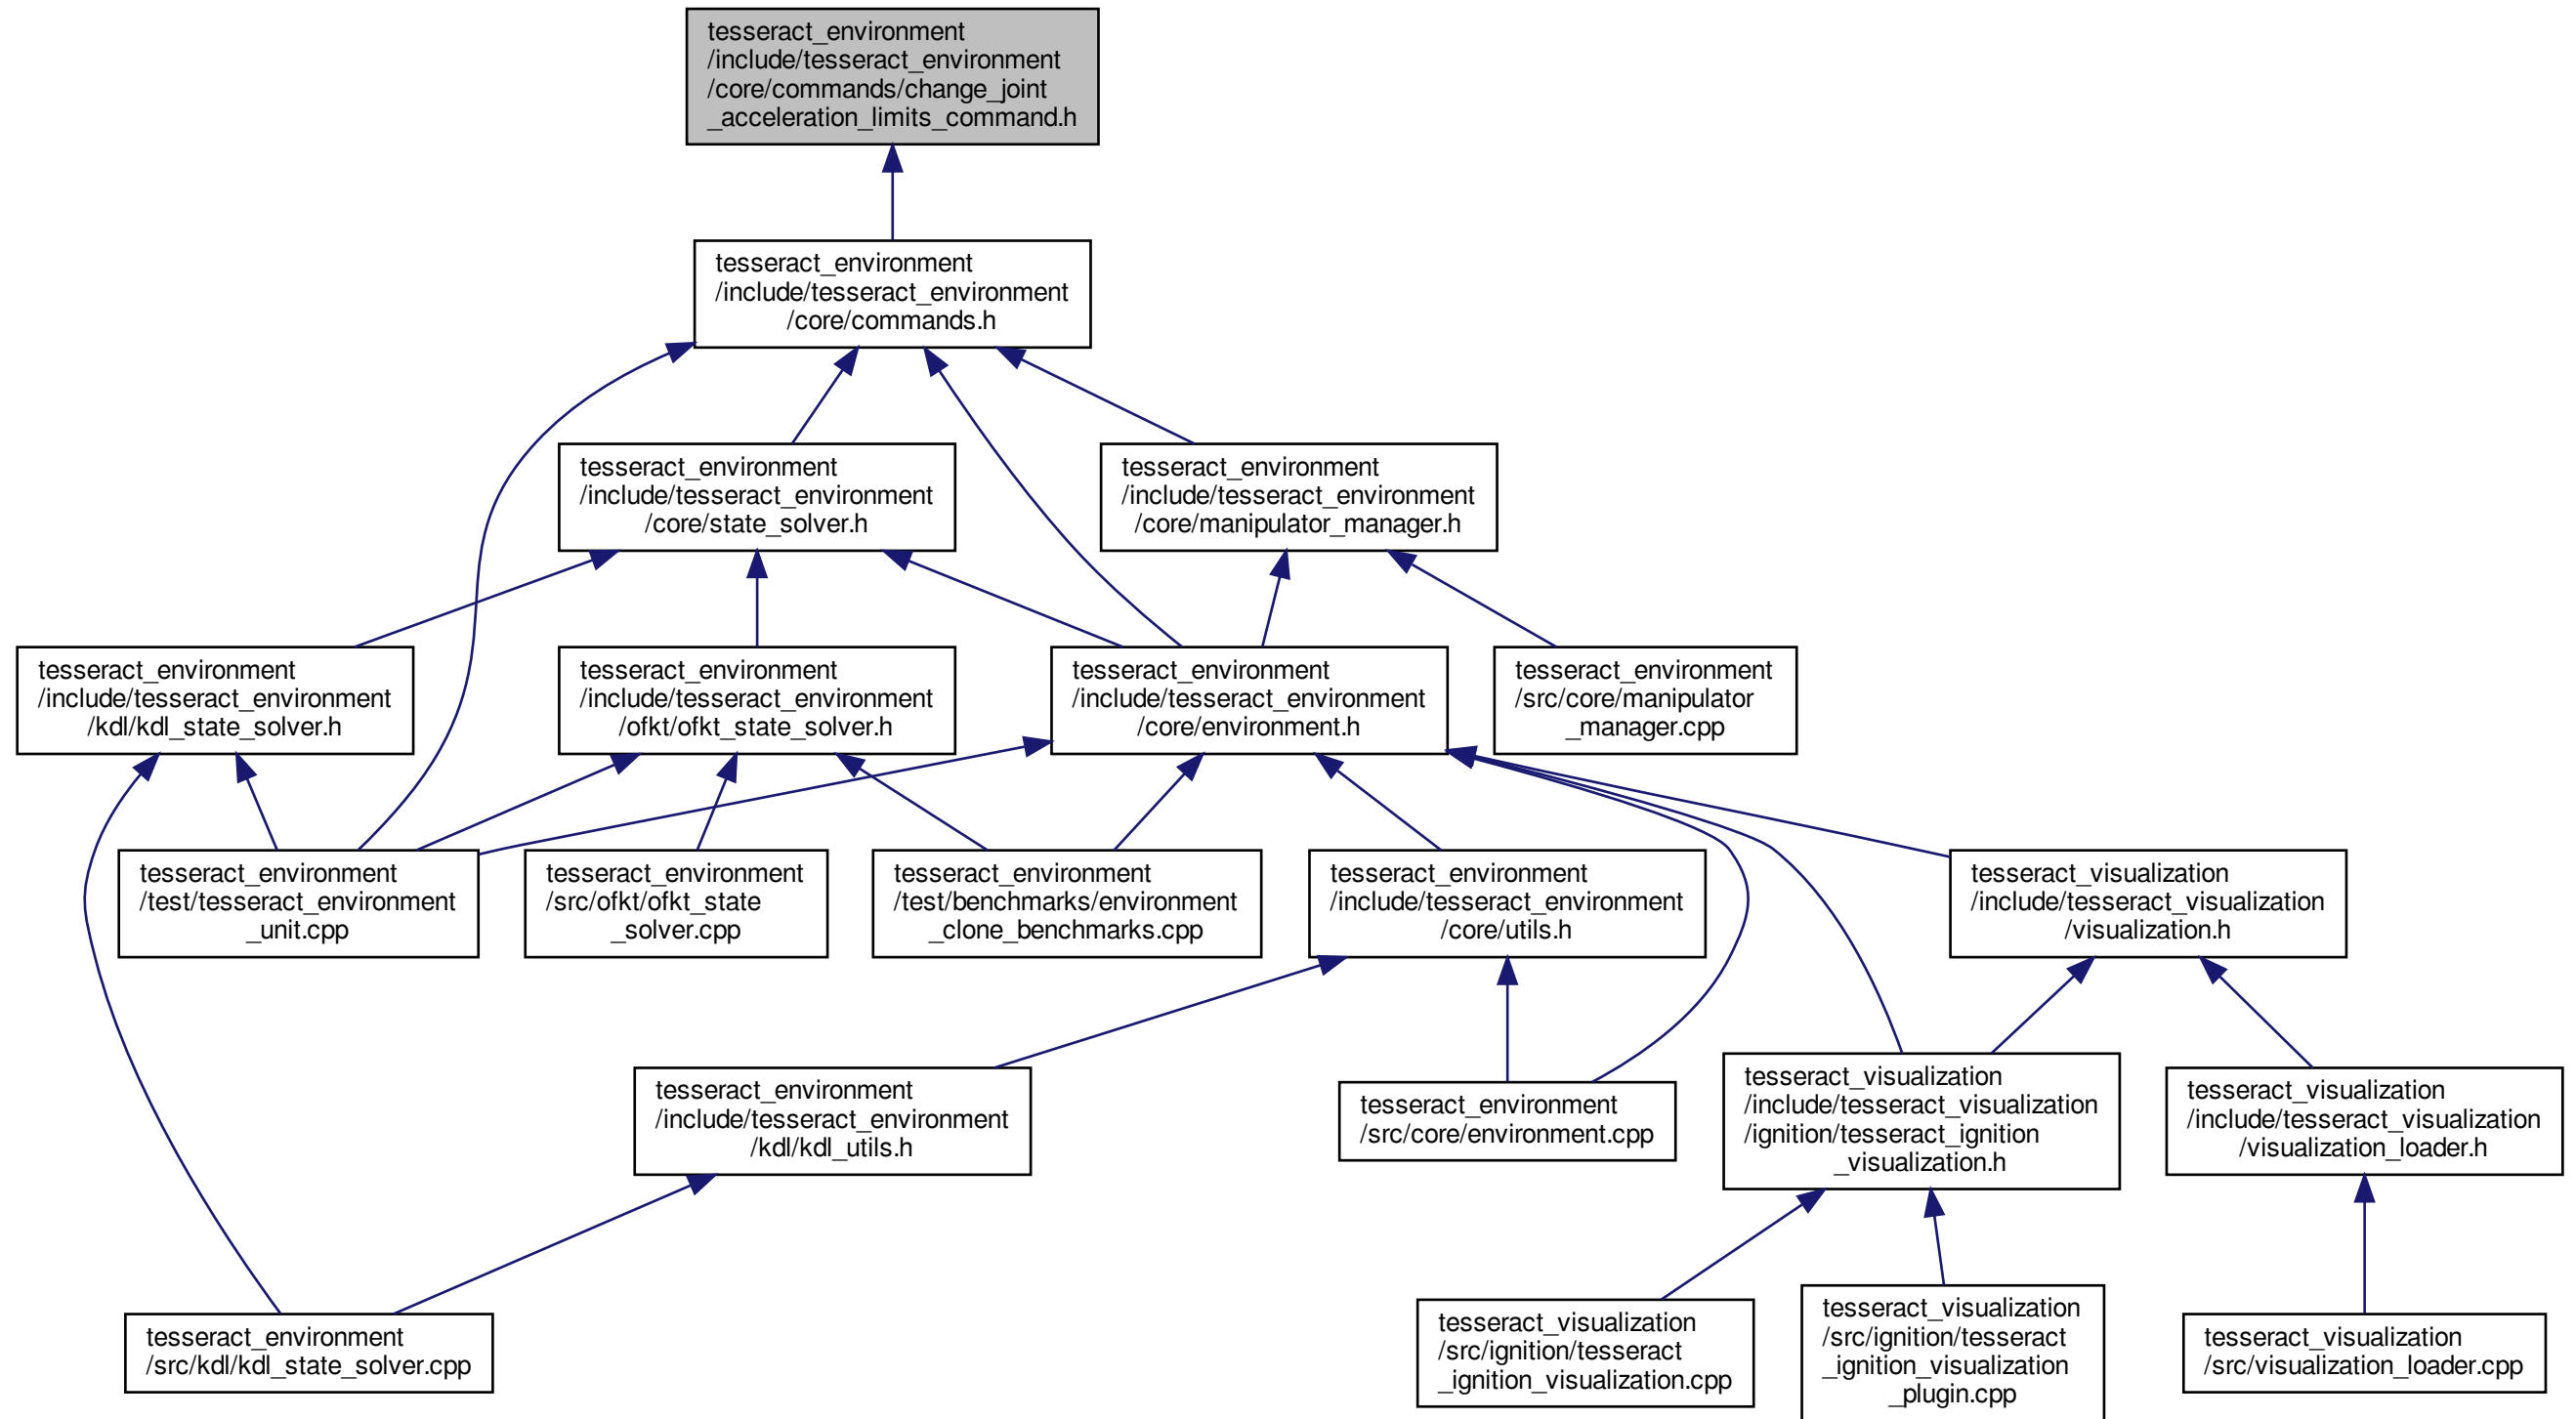 tesseract_environment
/include/tesseract_environment
/core/commands/change_joint
_acceleration_limits_command.h
tesseract_environment
/include/tesseract_environment
/core/commands.h
tesseract_environment
/include/tesseract_environment
/core/state_solver.h
tesseract_environment
/include/tesseract_environment
/core/manipulator_manager.h
tesseract_environment
/include/tesseract_environment
/kdl/kdl_state_solver.h
tesseract_environment
/include/tesseract_environment
/ofkt/ofkt_state_solver.h
tesseract_environment
/include/tesseract_environment
/core/environment.h
tesseract_environment
/src/core/manipulator
_manager.cpp
tesseract_environment
/test/tesseract_environment
_unit.cpp
tesseract_environment
/src/ofkt/ofkt_state
_solver.cpp
tesseract_environment
/test/benchmarks/environment
_clone_benchmarks.cpp
tesseract_environment
/include/tesseract_environment
/core/utils.h
tesseract_visualization
/include/tesseract_visualization
/visualization.h
tesseract_environment
/include/tesseract_environment
/kdl/kdl_utils.h
tesseract_environment
/src/core/environment.cpp
tesseract_visualization
/include/tesseract_visualization
/ignition/tesseract_ignition
_visualization.h
tesseract_visualization
/include/tesseract_visualization
/visualization_loader.h
tesseract_environment
/src/kdl/kdl_state_solver.cpp
tesseract_visualization
/src/ignition/tesseract
_ignition_visualization.cpp
tesseract_visualization
/src/ignition/tesseract
_ignition_visualization
_plugin.cpp
tesseract_visualization
/src/visualization_loader.cpp